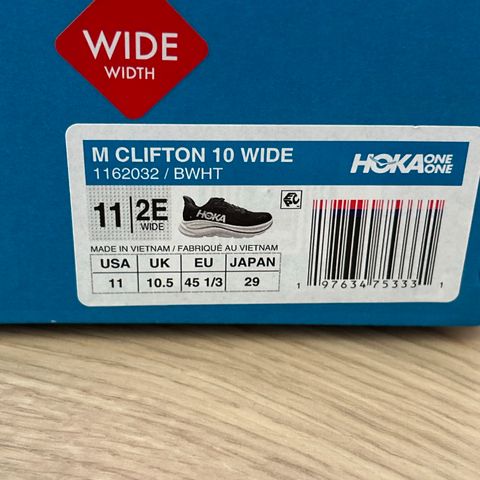 WIDE
WIDTH
M CLIFTON 10 WIDE
1162032 / BWHT
HOKA ONE ONE
11 2E WIDE
HOKA
MADE IN VIETNAM / FABRIQUÉ AU VIETNAM
USA UK EU JAPAN
11 10.5 45 1/3 29
1 97634 75333 1